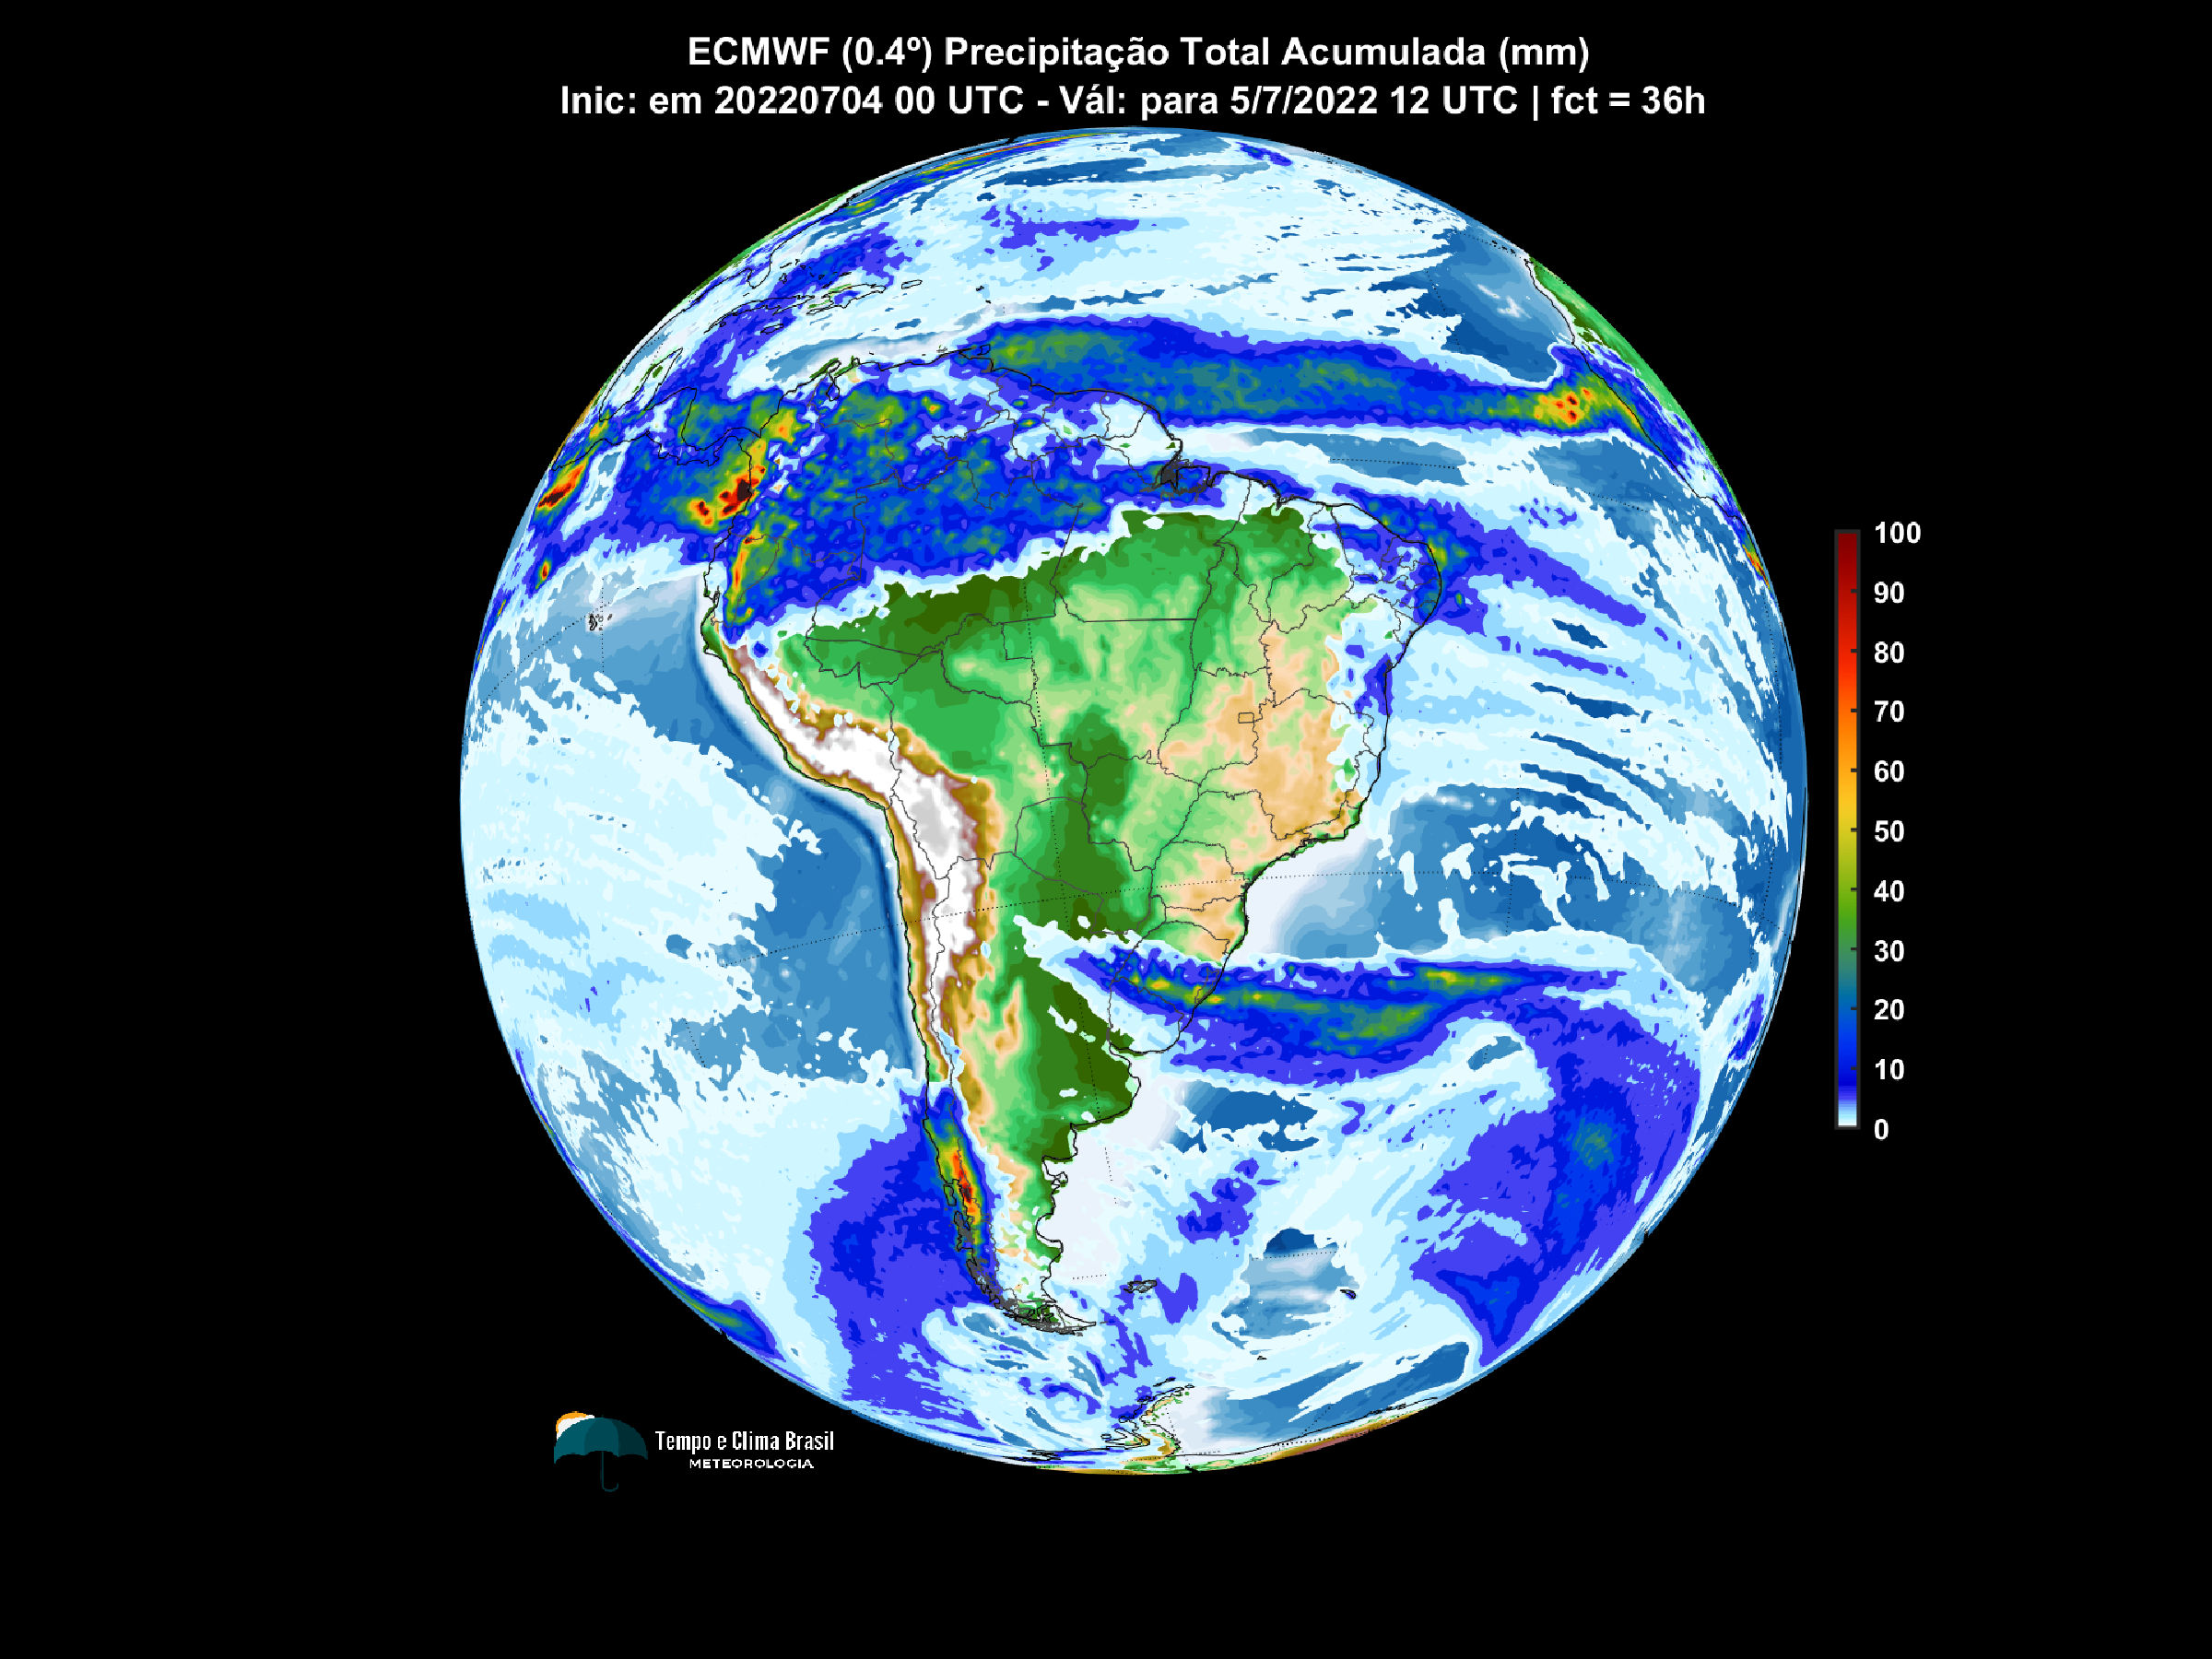 ECMWF (0.4º) Precipitação Total Acumulada (mm)
Inic: em 20220704 00 UTC - Vál: para 5/7/2022 12 UTC | fct = 36h
100
90
80
70
60
50
40
30
20
10
0
Tempo e Clima Brasil
METEOROLOGIA